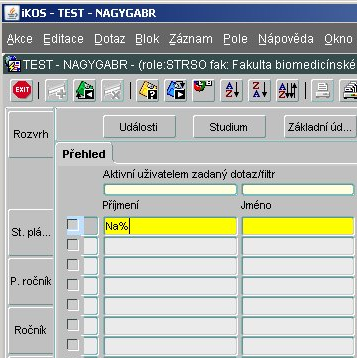 iKOS - TEST - NAGYGABR
Akce Editace Dotaz Blok Záznam Pole Nápověda Okno
TEST - NAGYGABR - (role:STRSO fak: Fakulta biomedicínské
EXIT
Rozvrh
Události Studium Základní úd...
Přehled
Aktivní uživatelem zadaný dotaz/filtr
Příjmení Jméno
Na%
St. plá...
P. ročník
Ročník